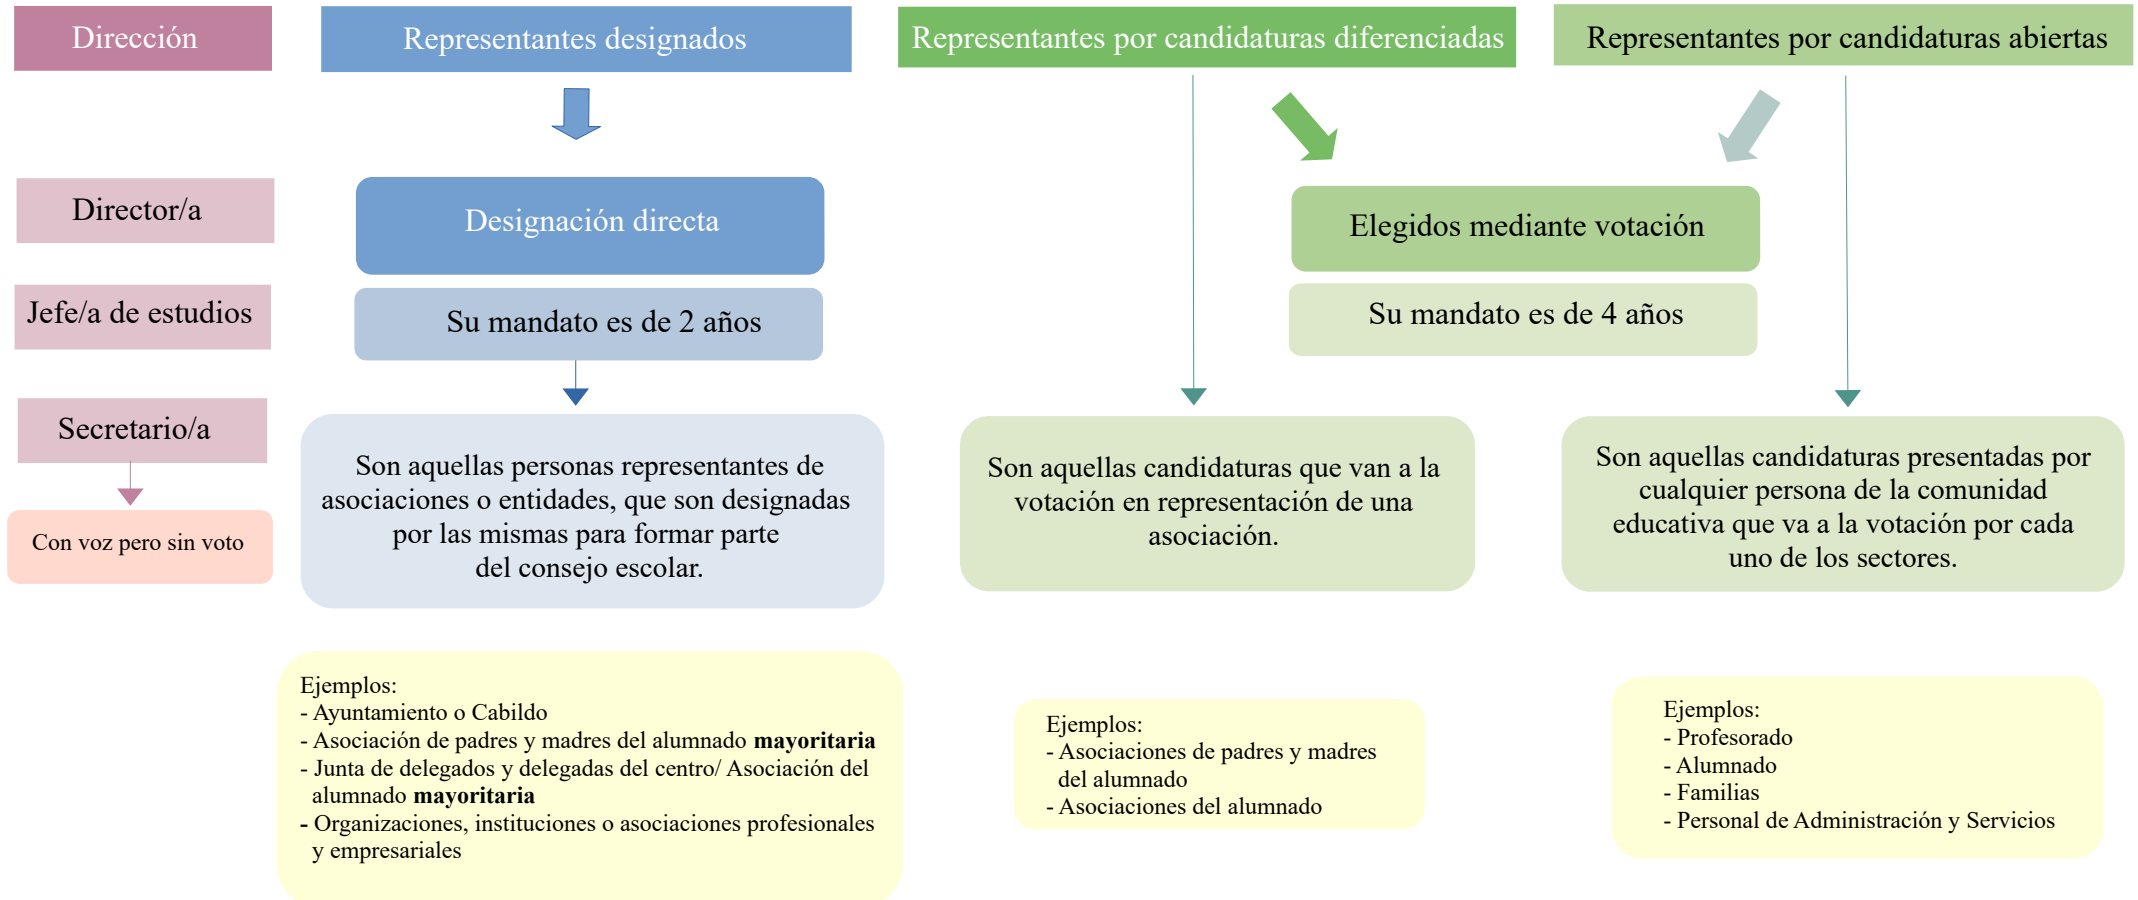 Dirección
Director/a
Jefe/a de estudios
Secretario/a
Con voz pero sin voto
Representantes designados
Designación directa
Su mandato es de 2 años
Son aquellas personas representantes de
asociaciones o entidades, que son designadas
por las mismas para formar parte
del consejo escolar.
Ejemplos:
- Ayuntamiento o Cabildo
- Asociación de padres y madres del alumnado mayoritaria
- Junta de delegados y delegadas del centro/ Asociación del
alumnado mayoritaria
- Organizaciones, instituciones o asociaciones profesionales
y empresariales
Representantes por candidaturas diferenciadas
Representantes por candidaturas abiertas
Elegidos mediante votación
Su mandato es de 4 años
Son aquellas candidaturas que van a la
votación en representación de una
asociación.
Ejemplos:
- Asociaciones de padres y madres
del alumnado
- Asociaciones del alumnado
Son aquellas candidaturas presentadas por
cualquier persona de la comunidad
educativa que va a la votación por cada
uno de los sectores.
Ejemplos:
- Profesorado
- Alumnado
- Familias
- Personal de Administración y Servicios